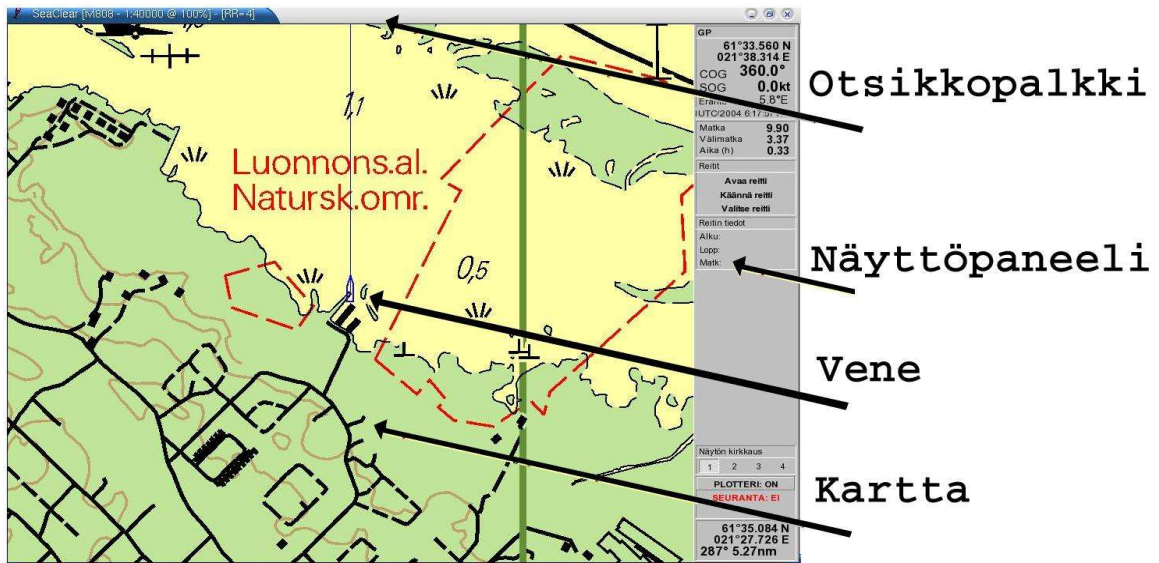 SeaClear [M808 - 1:40000 @ 100%] - [RR-4]
GP
61°33.560 N
021°38.314 E
COG 360.0°
SOG 0.0kt
5.8°E
Matka 9.90
Välimatka 3.37
Aika (h) 0.33
Reitit
Avaa reitti
Käännä reitti
Valitse reitti
Reitin tiedot
Alku:
Lopp:
Matk:
Näytön kirkkaus
1 2 3 4
PLOTTERI: ON
SEURANTA: EI
61°35.084 N
021°27.726 E
287° 5.27nm
1,1
Luonnons.al.
Natursk.omr.
0,5
Otsikkopalkki
Näyttöpaneeli
Vene
Kartta